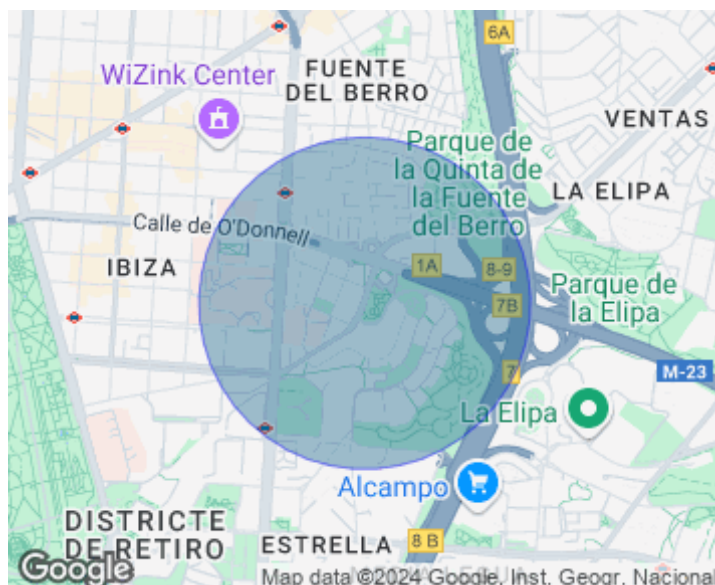 6A
WiZink Center
FUENTE
DEL BERRO
VENTAS
Parque de
la Quinta de
la Fuente
del Berro
LA ELIPA
Calle de O'Donnell
IBIZA
1A
8-9
7B
Parque de
la Elipa
7
M-23
La Elipa
Alcampo
DISTRICTE
DE RETIRO
ESTRELLA
8 B
Google
Map data ©2024 Google, Inst. Geogr. Nacional